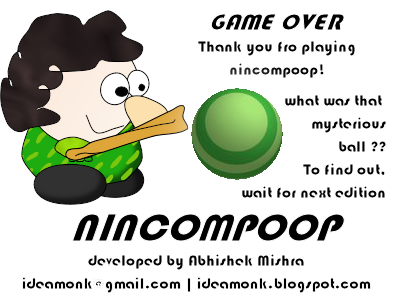 GAME OVER
Thank you fro playing
nincompoop!
what was that
mysterious
ball ??
To find out,
wait for next edition
NINCOMPOOP
developed by Abhishek Mishra
ideamonk@gmail.com | ideamonk.blogspot.com